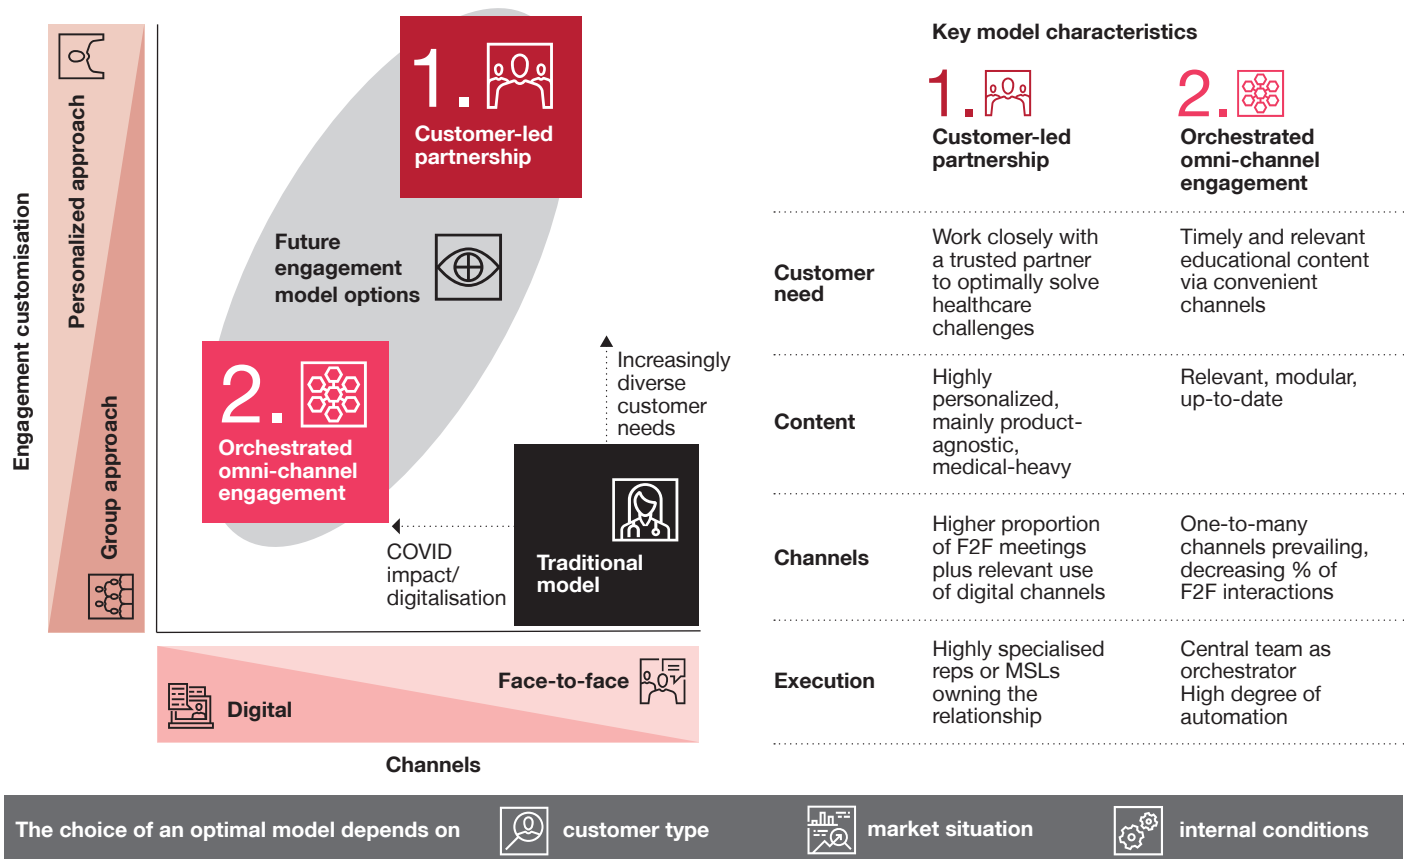 Engagement customisation
Personalized approach
Group approach
1.
Customer-led
partnership
Future
engagement
model options
2.
Orchestrated
omni-channel
engagement
Increasingly
diverse
customer
needs
COVID
impact/
digitalisation
Traditional
model
Digital
Face-to-face
Channels
Key model characteristics
1.
Customer-led
partnership
2.
Orchestrated
omni-channel
engagement
Customer
need
Work closely with
a trusted partner
to optimally solve
healthcare
challenges
Timely and relevant
educational content
via convenient
channels
Content
Highly
personalized,
mainly product-
agnostic,
medical-heavy
Relevant, modular,
up-to-date
Channels
Higher proportion
of F2F meetings
plus relevant use
of digital channels
One-to-many
channels prevailing,
decreasing % of
F2F interactions
Execution
Highly specialised
reps or MSLs
owning the
relationship
Central team as
orchestrator
High degree of
automation
The choice of an optimal model depends on
customer type
market situation
internal conditions